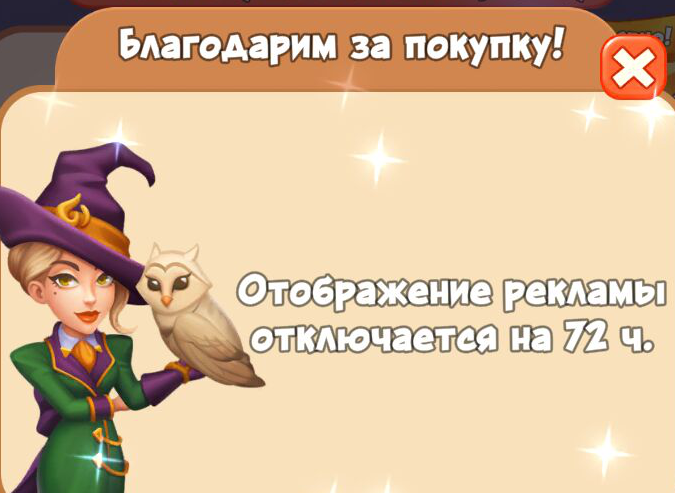 Благодарим за покупку!
Отображение рекламы
отключается на 72 ч.